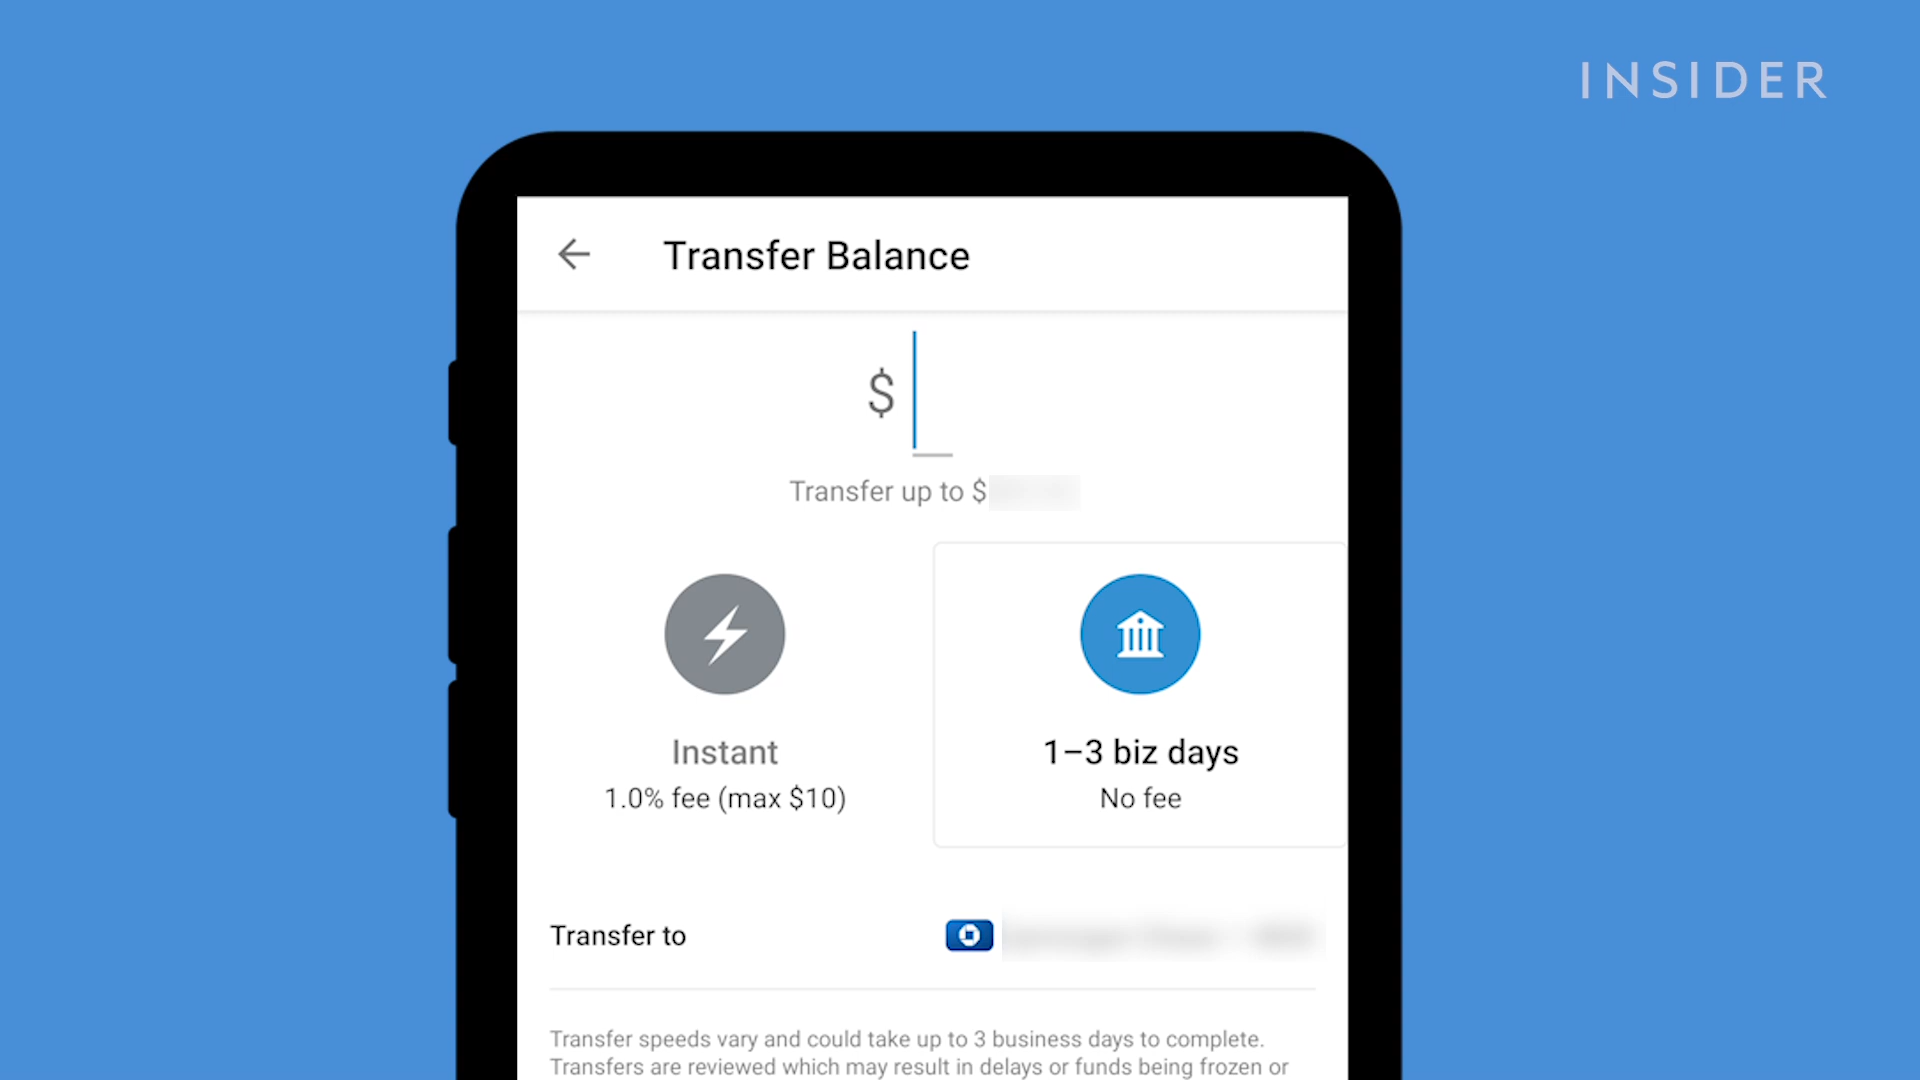 INSIDER
Transfer Balance
$
Transfer up to $
Instant
1.0% fee (max $10)
1–3 biz days
No fee
Transfer to
Transfer speeds vary and could take up to 3 business days to complete.
Transfers are reviewed which may result in delays or funds being frozen or